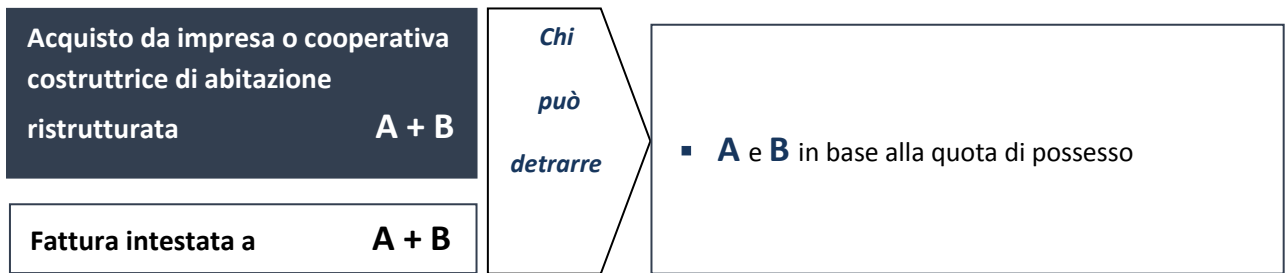 Acquisto da impresa o cooperativa
costruttrice di abitazione
ristrutturata A + B
Fattura intestata a A + B
Chi
può
detrarre
▪ A e B in base alla quota di possesso